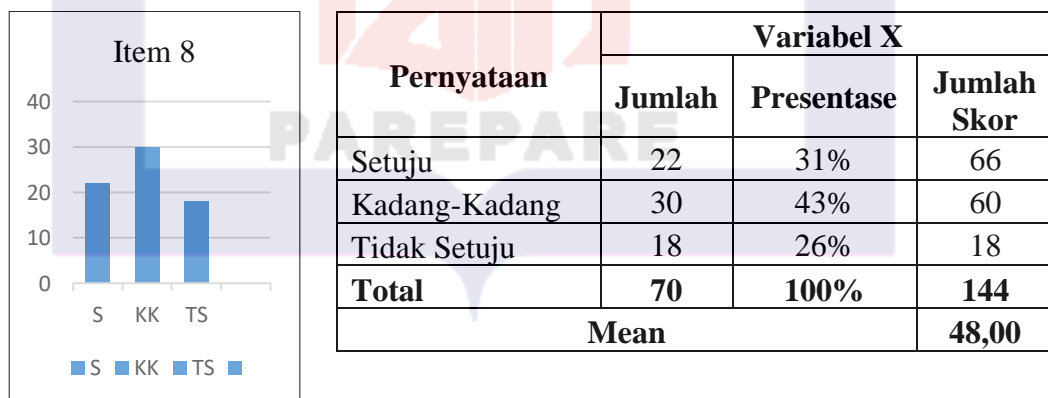 Item 8
40
30
20
10
0
S KK TS
S KK TS
PAREPARE
Pernyataan Variabel X
Jumlah Presentase Jumlah Skor
Setuju 22 31% 66
Kadang-Kadang 30 43% 60
Tidak Setuju 18 26% 18
Total 70 100% 144
Mean 48,00